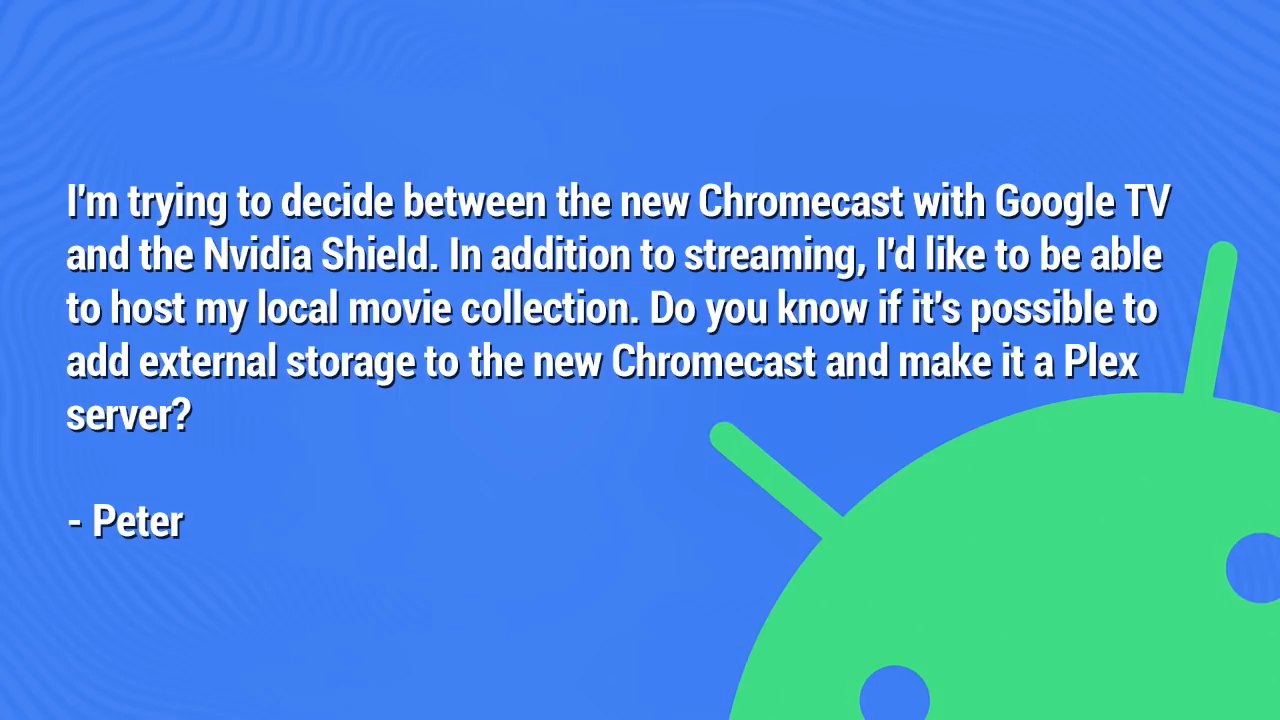 I'm trying to decide between the new Chromecast with Google TV
and the Nvidia Shield. In addition to streaming, I'd like to be able
to host my local movie collection. Do you know if it's possible to
add external storage to the new Chromecast and make it a Plex
server?
- Peter